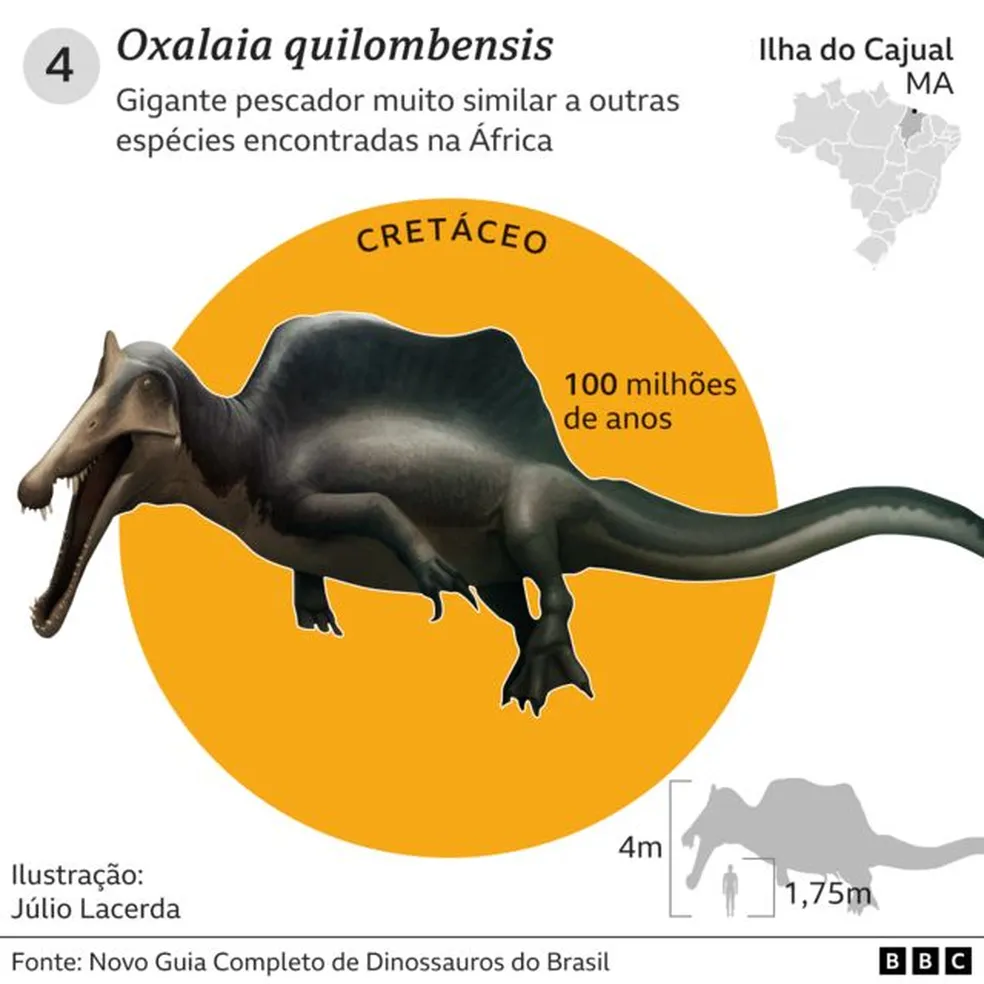 4
Oxalaia quilombensis
Gigante pescador muito similar a outras
espécies encontradas na África
Ilha do Cajual
MA
CRETÁCEO
100 milhões
de anos
4m
1,75m
Ilustração:
Júlio Lacerda
Fonte: Novo Guia Completo de Dinossauros do Brasil
BBC